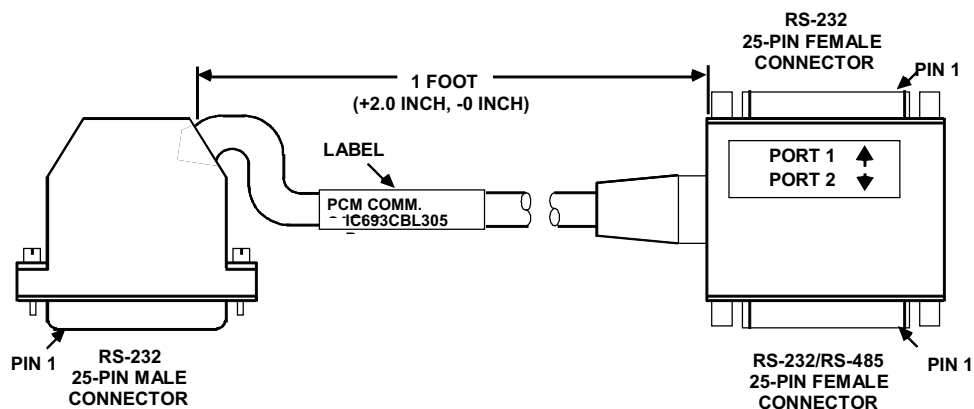 RS-232
25-PIN FEMALE
CONNECTOR
PIN 1
1 FOOT
(+2.0 INCH, -0 INCH)
LABEL
PORT 1
PORT 2
PCM COMM.
IC693CBL305
PIN 1
RS-232
25-PIN MALE
CONNECTOR
RS-232/RS-485
25-PIN FEMALE
CONNECTOR
PIN 1